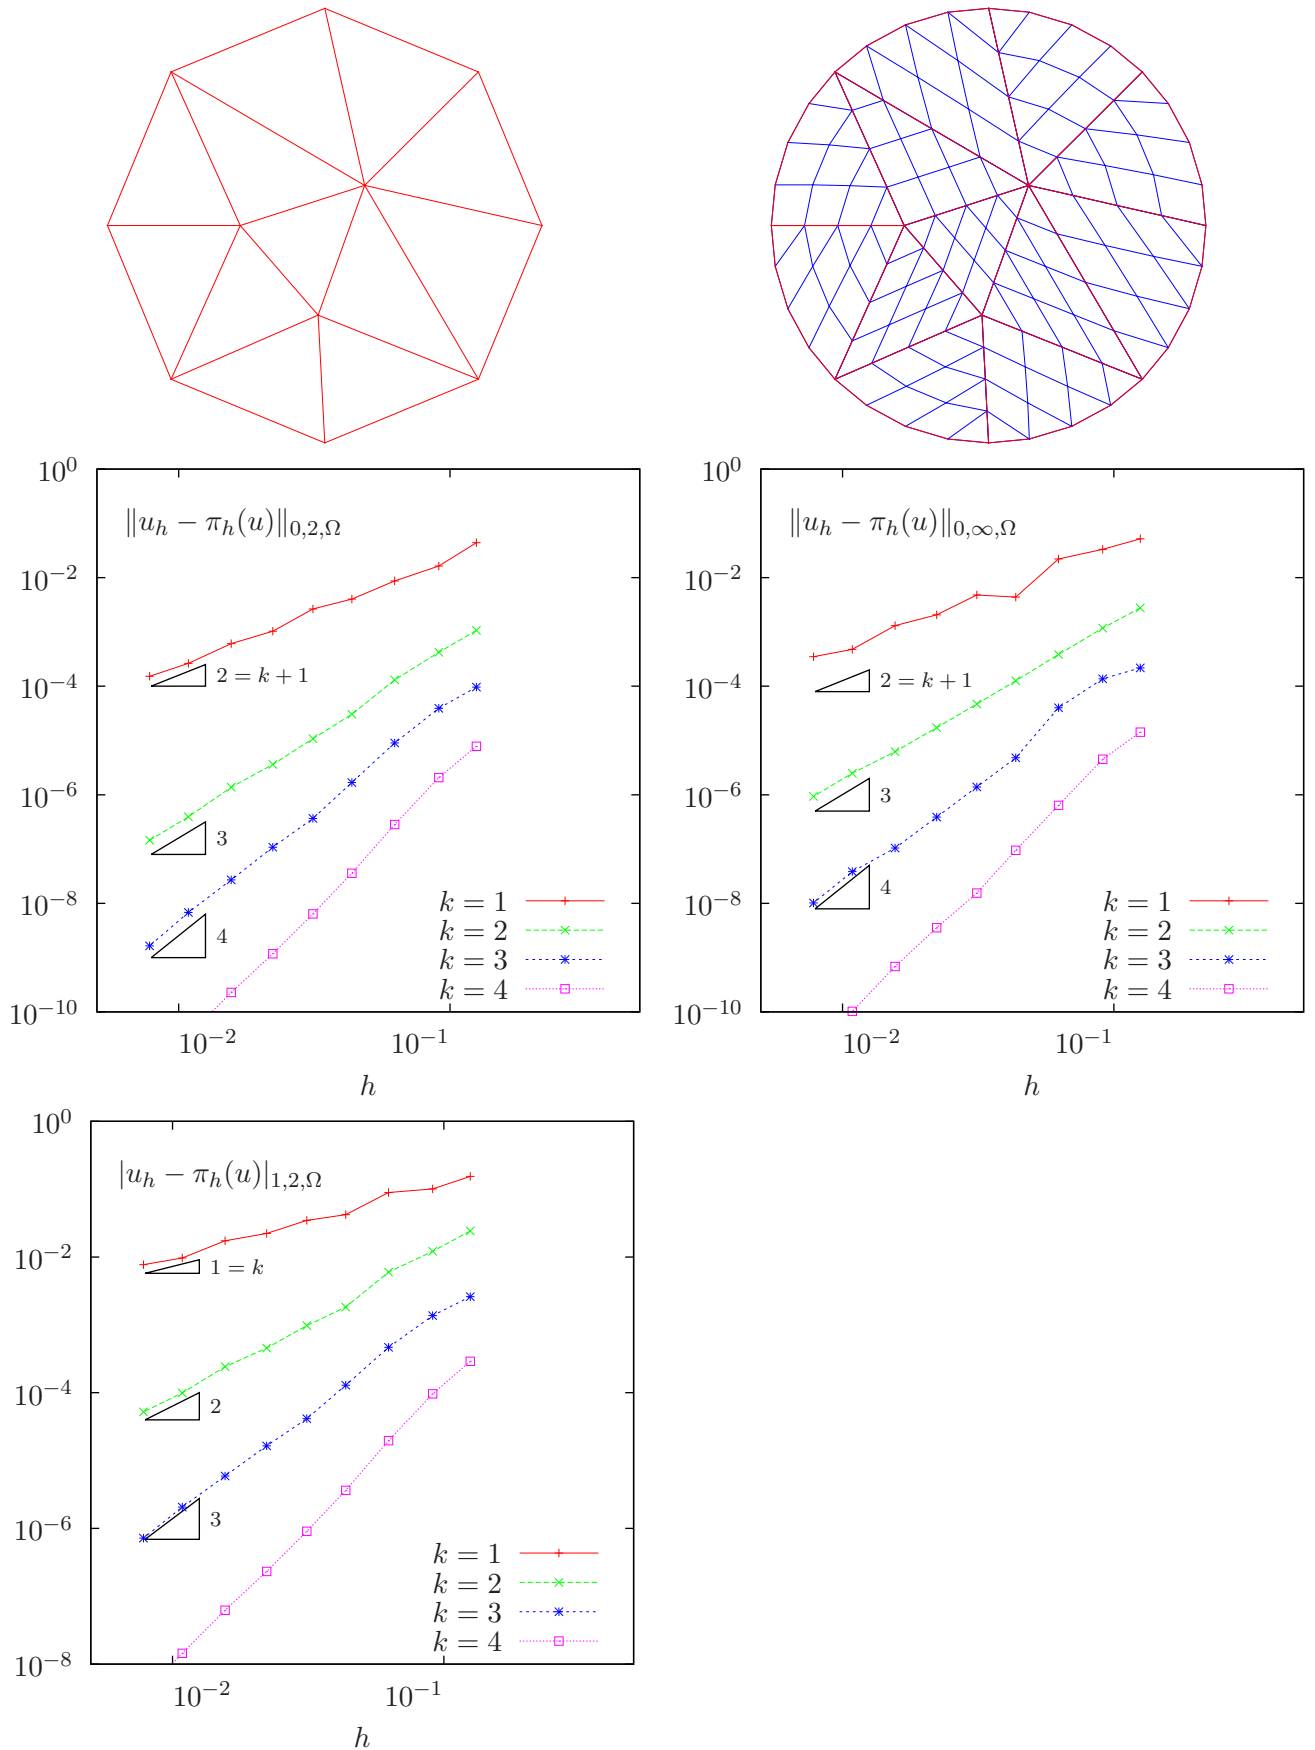 10^0
10^-2
10^-4
10^-6
10^-8
10^-10
‖u_h − π_h(u)‖_0,2,Ω
2 = k + 1
3
4
k = 1
k = 2
k = 3
k = 4
10^-2
10^-1
h
10^0
10^-2
10^-4
10^-6
10^-8
10^-10
‖u_h − π_h(u)‖_0,∞,Ω
2 = k + 1
3
4
k = 1
k = 2
k = 3
k = 4
10^-2
10^-1
h
10^0
10^-2
10^-4
10^-6
10^-8
|u_h − π_h(u)|_1,2,Ω
1 = k
2
3
k = 1
k = 2
k = 3
k = 4
10^-2
10^-1
h